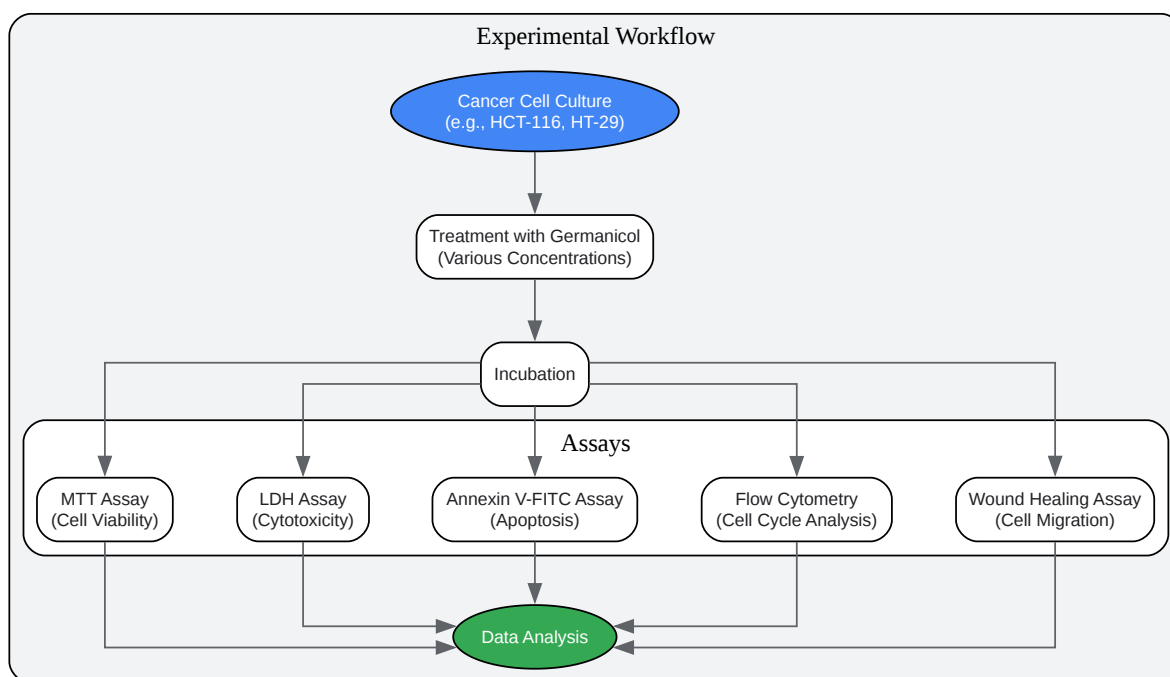 Experimental Workflow
Cancer Cell Culture
(e.g., HCT-116, HT-29)
Treatment with Germanicol
(Various Concentrations)
Incubation
Assays
MTT Assay
(Cell Viability)
LDH Assay
(Cytotoxicity)
Annexin V-FITC Assay
(Apoptosis)
Flow Cytometry
(Cell Cycle Analysis)
Wound Healing Assay
(Cell Migration)
Data Analysis